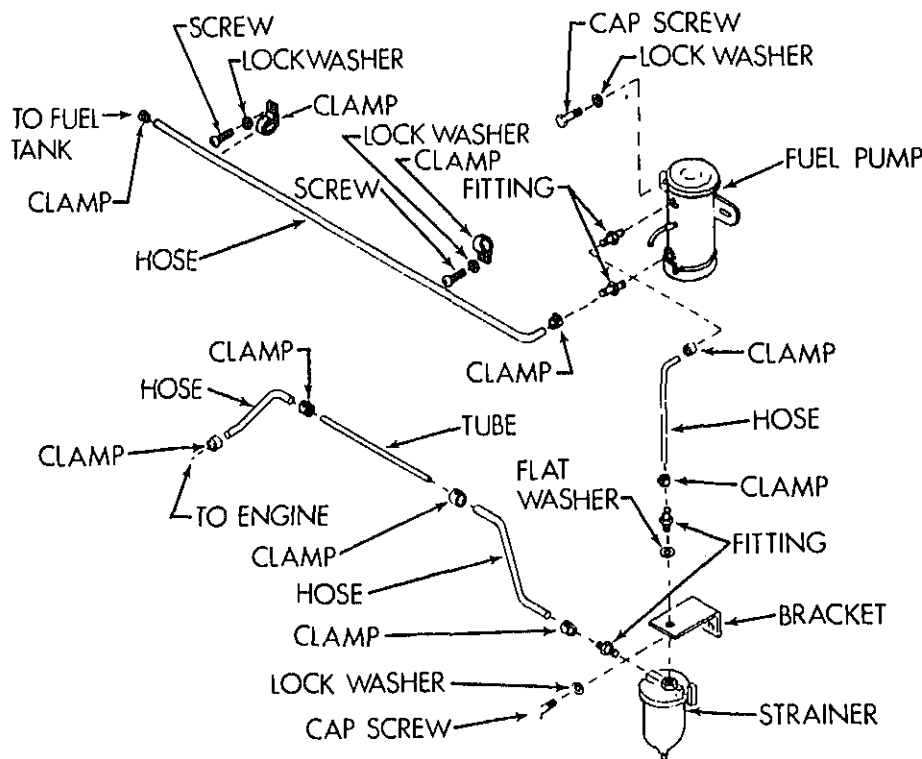 SCREW
LOCKWASHER
CLAMP
CAP SCREW
LOCK WASHER
TO FUEL
TANK
LOCK WASHER
CLAMP
FUEL PUMP
CLAMP
SCREW
FITTING
HOSE
CLAMP
CLAMP
CLAMP
HOSE
TUBE
HOSE
CLAMP
FLAT
WASHER
CLAMP
TO ENGINE
CLAMP
FITTING
HOSE
BRACKET
CLAMP
LOCK WASHER
STRAINER
CAP SCREW